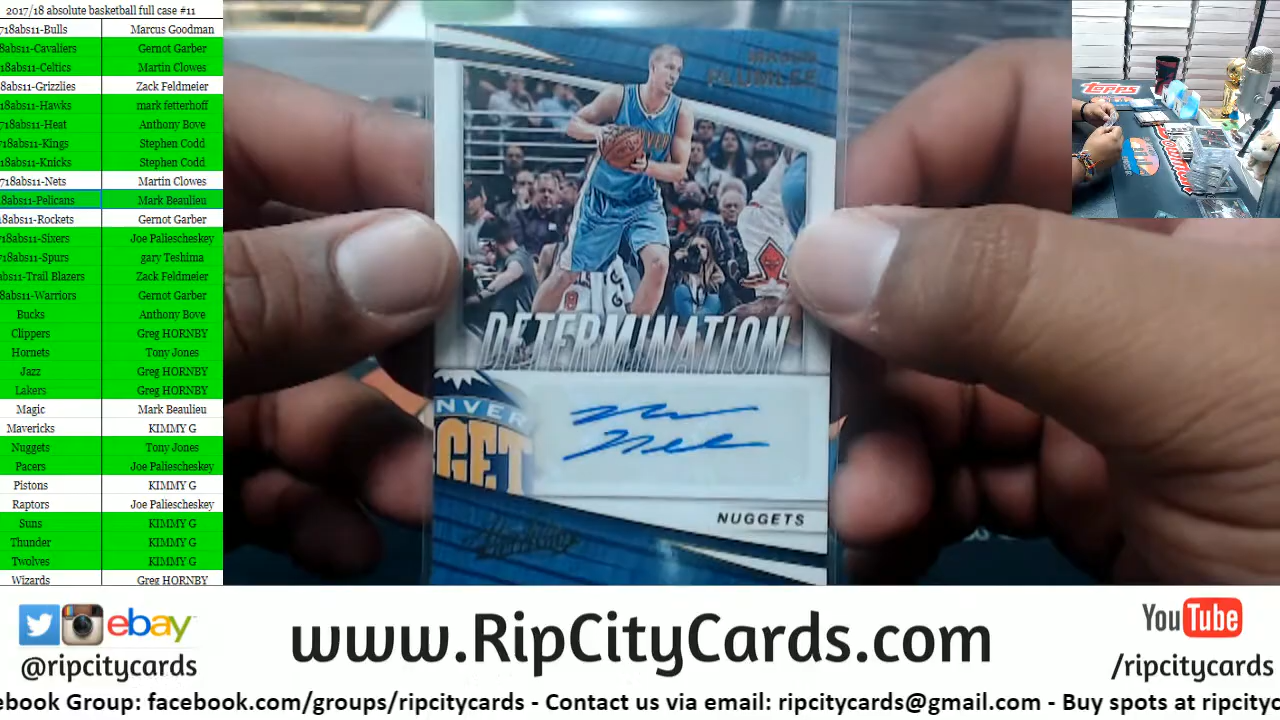 2017/18 absolute basketball full case #11
718abs11-Bulls Marcus Goodman
8abs11-Cavaliers Gernot Garber
18abs11-Celtics Martin Clowes
8abs11-Grizzlies Zack Feldmeier
18abs11-Hawks mark fetterhoff
718abs11-Heat Anthony Bove
718abs11-Kings Stephen Codd
18abs11-Knicks Stephen Codd
718abs11-Nets Martin Clowes
8abs11-Pelicans Mark Beaulieu
8abs11-Rockets Gernot Garber
718abs11-Sixers Joe Paliescheskey
718abs11-Spurs gary Teshima
abs11-Trail Blazers Zack Feldmeier
8abs11-Warriors Gernot Garber
Bucks Anthony Bove
Clippers Greg HORNBY
Hornets Tony Jones
Jazz Greg HORNBY
Lakers Greg HORNBY
Magic Mark Beaulieu
Mavericks KIMMY G
Nuggets Tony Jones
Pacers Joe Paliescheskey
Pistons KIMMY G
Raptors Joe Paliescheskey
Suns KIMMY G
Thunder KIMMY G
Twolves KIMMY G
Wizards Greg HORNBY
MASON
PLUMLEE
DETERMINATION
NVER
GGET
NUGGETS
Absolute
Topps
ebay
@ripcitycards
www.RipCityCards.com
YouTube
/ripcitycards
ebook Group: facebook.com/groups/ripcitycards - Contact us via email: ripcitycards@gmail.com - Buy spots at ripcityc